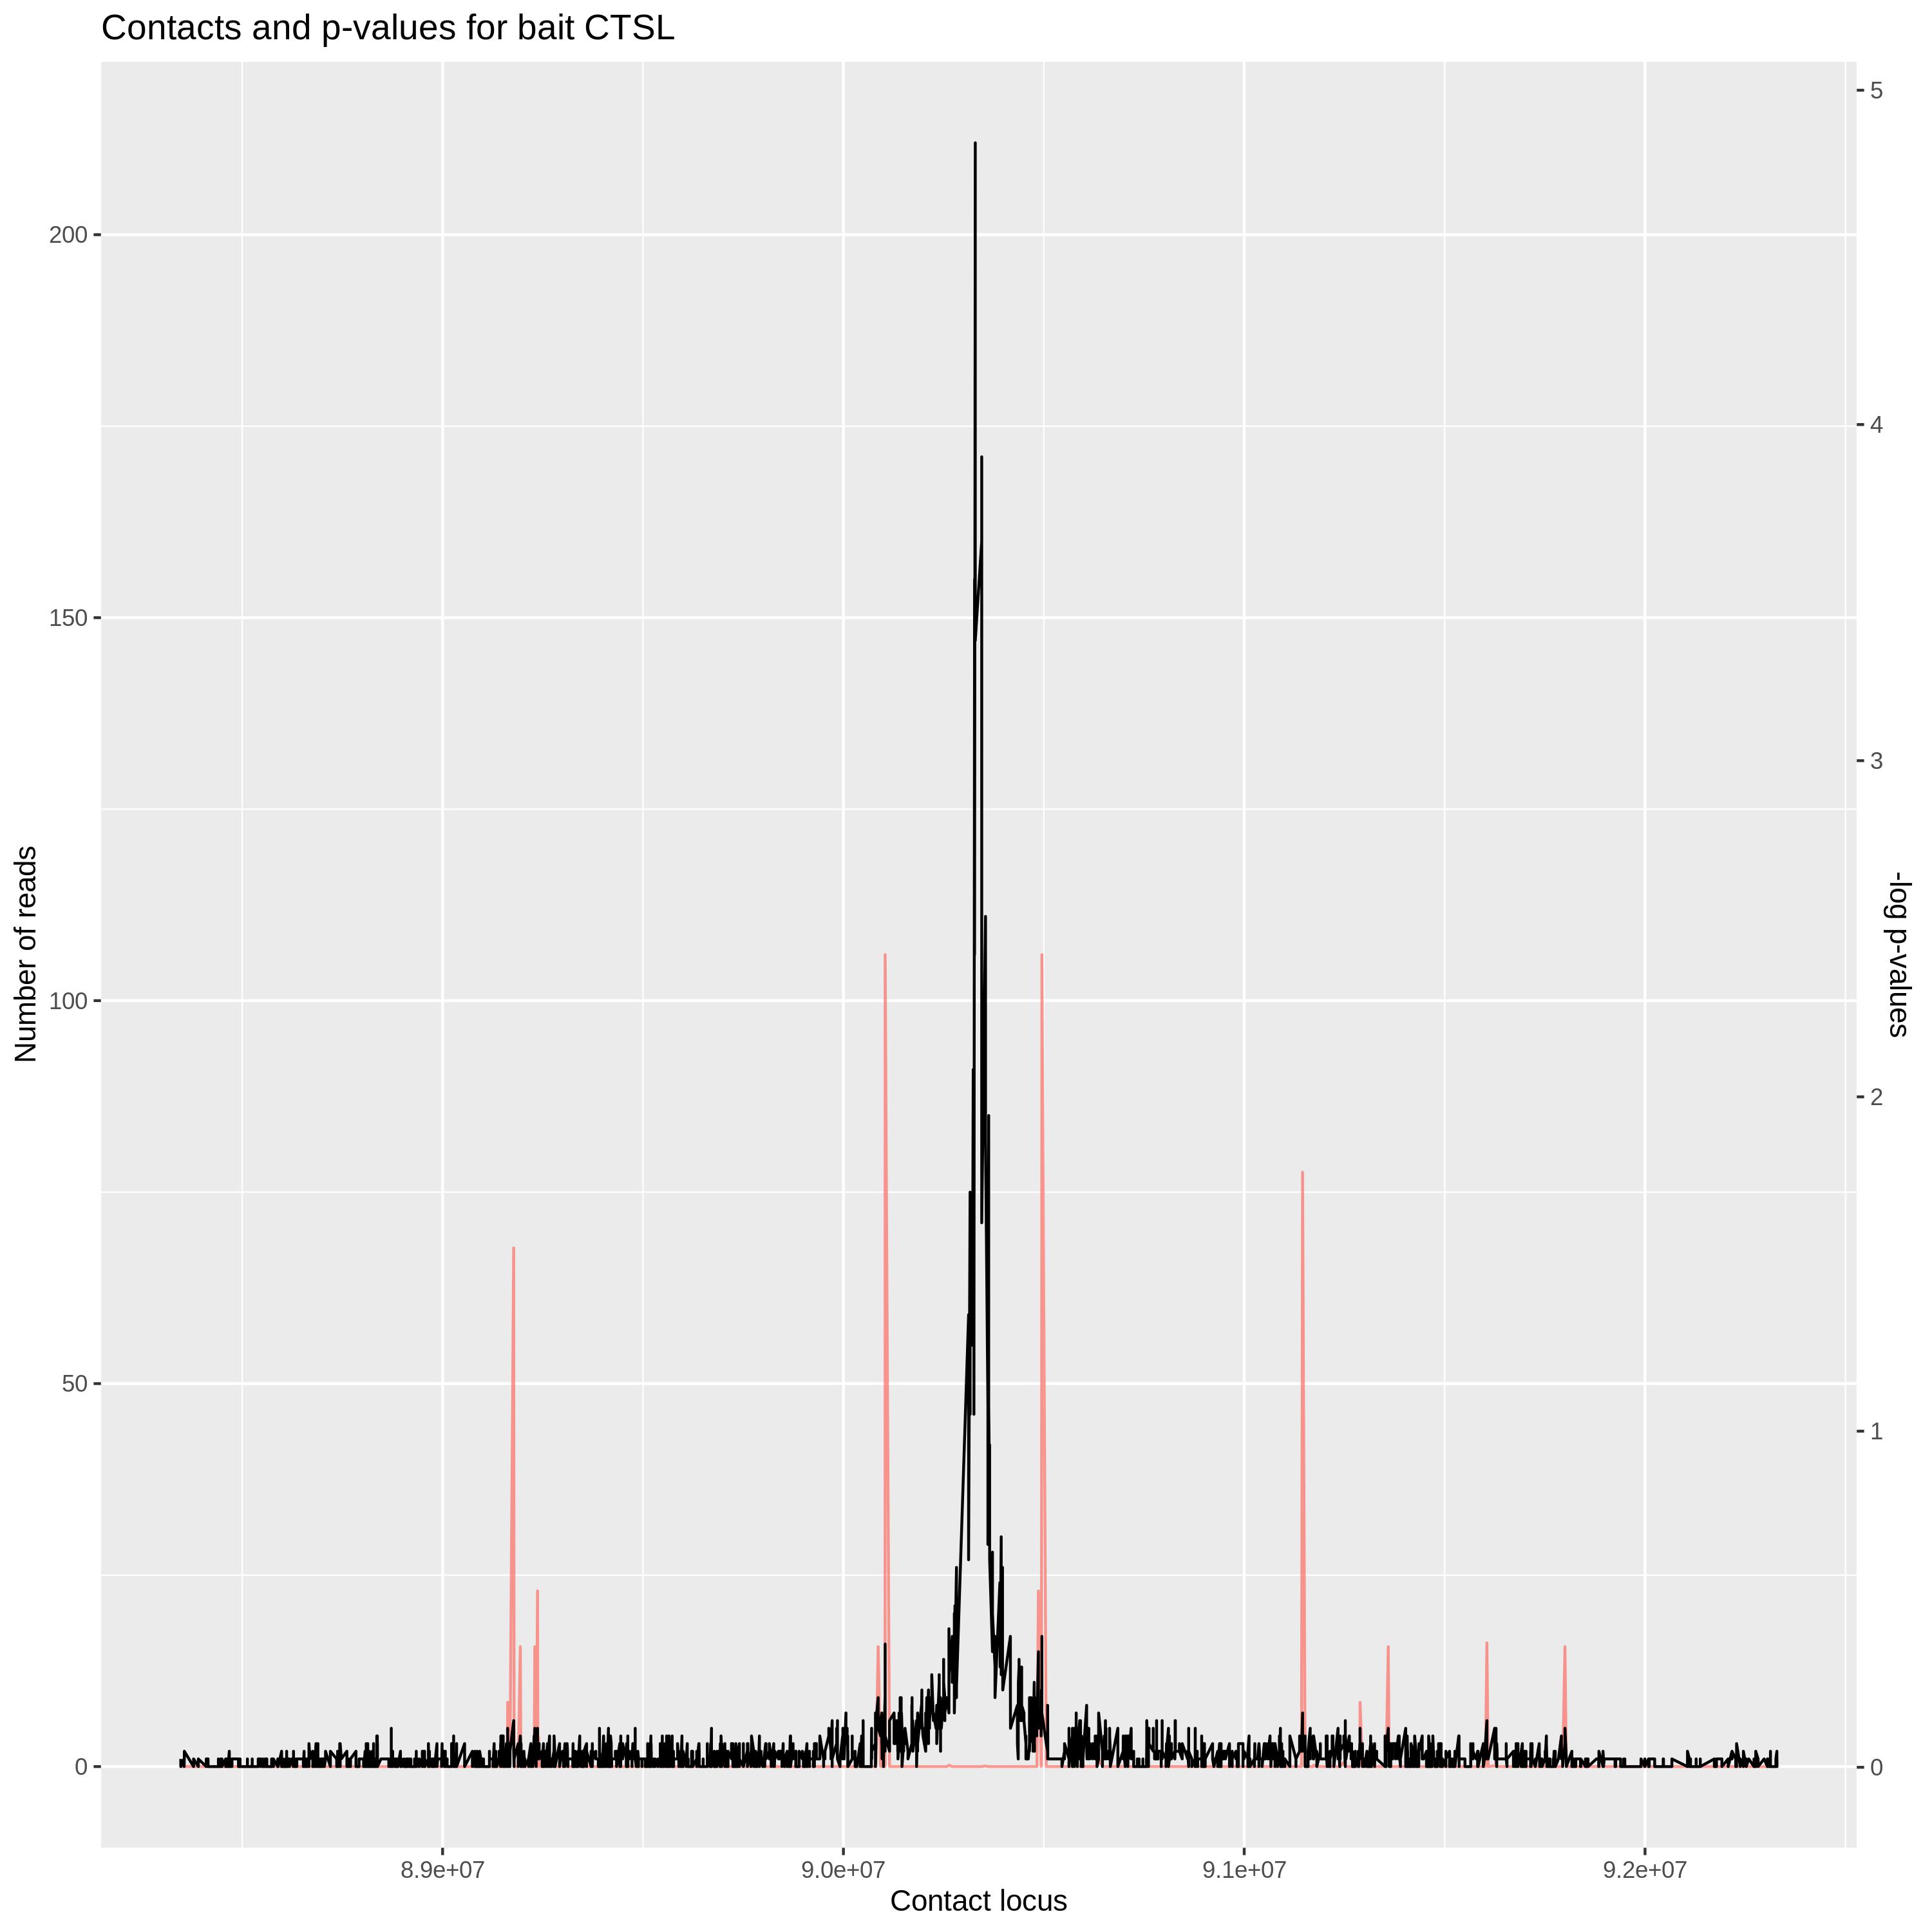 Contacts and p-values for bait CTSL
Number of reads
200
150
100
50
0
5
4
3
2
1
0
-log p-values
8.9e+07
9.0e+07
9.1e+07
9.2e+07
Contact locus